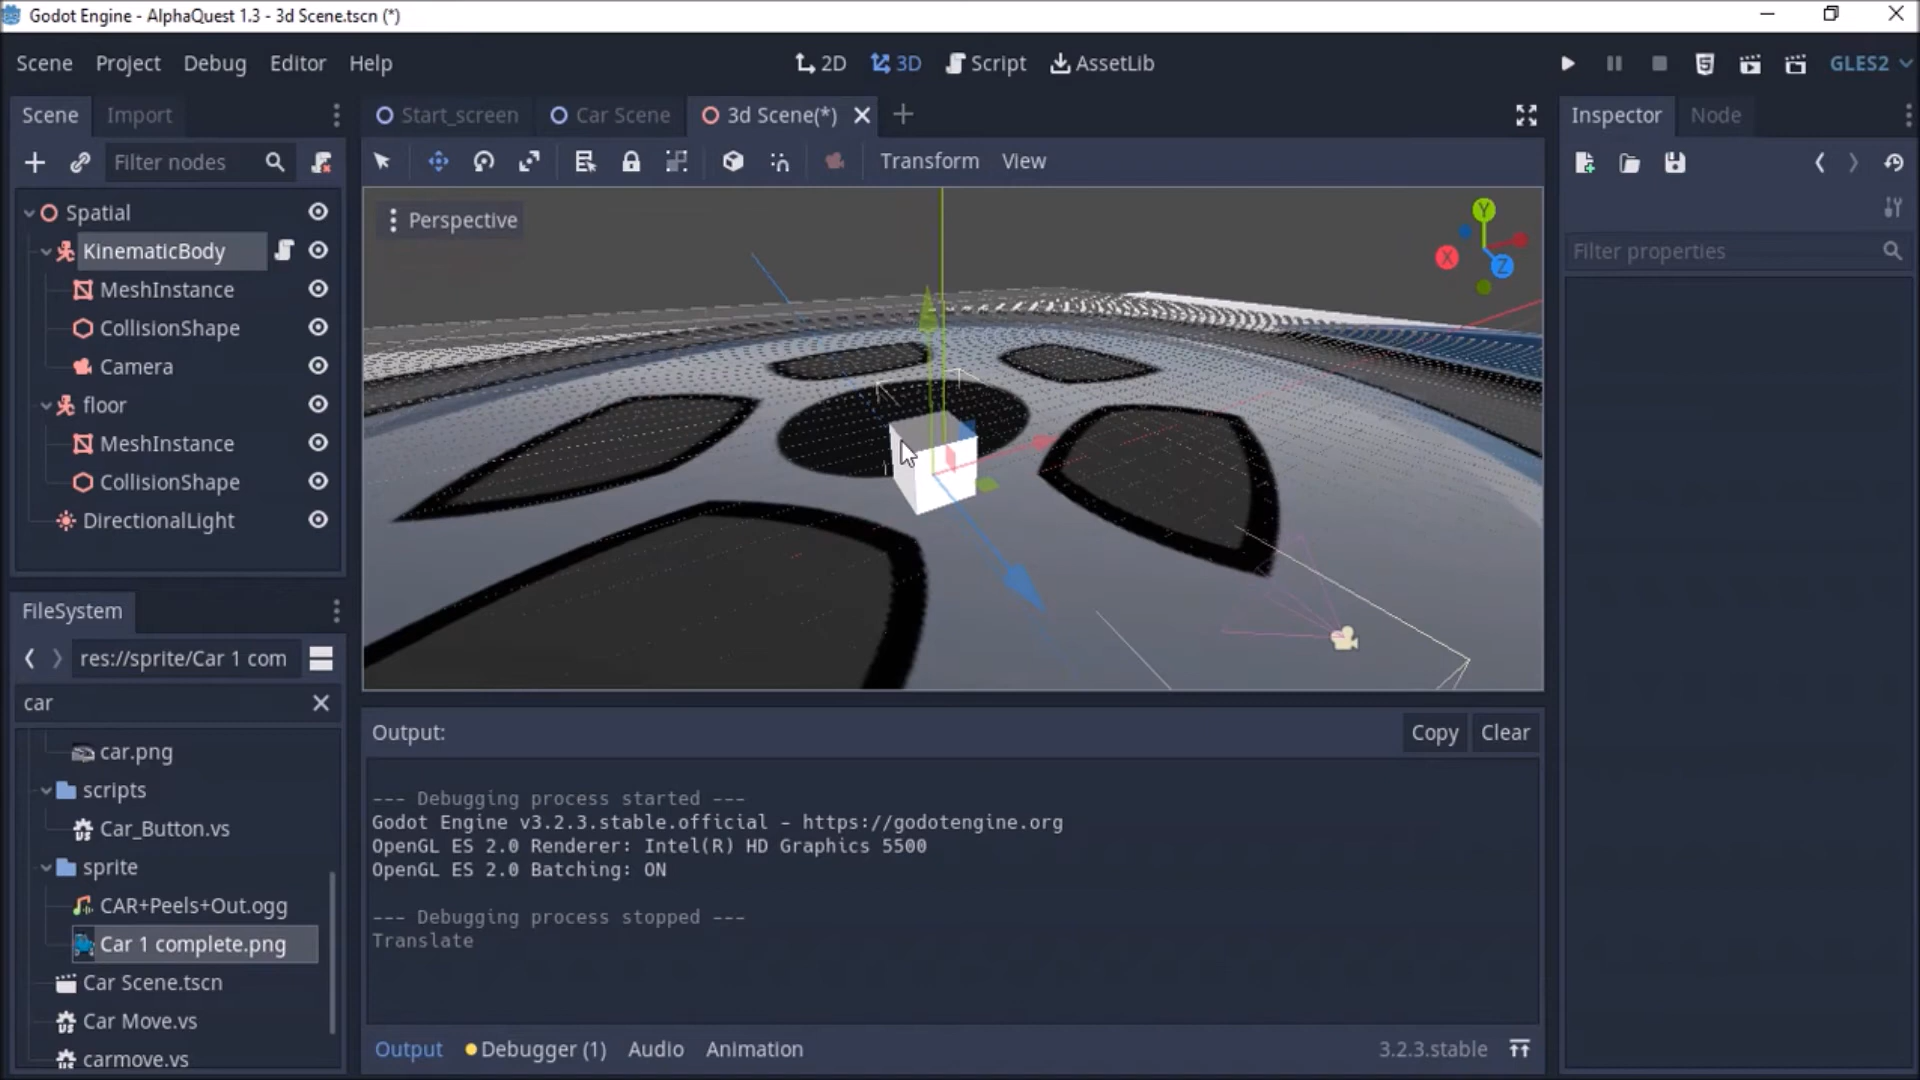 Godot Engine - AlphaQuest 1.3 - 3d Scene.tscn (*)
Scene Project Debug Editor Help
2D 3D Script AssetLib
GLES2
Scene Import
Start_screen Car Scene 3d Scene(*)
Inspector Node
Filter nodes
Transform View
Spatial
KinematicBody
MeshInstance
CollisionShape
Camera
floor
MeshInstance
CollisionShape
DirectionalLight
Perspective
Y
X
Z
Filter properties
FileSystem
res://sprite/Car 1 com
car
car.png
scripts
Car_Button.vs
sprite
CAR+Peels+Out.ogg
Car 1 complete.png
Car Scene.tscn
Car Move.vs
carmove.vs
Output:
Copy Clear
--- Debugging process started ---
Godot Engine v3.2.3.stable.official - https://godotengine.org
OpenGL ES 2.0 Renderer: Intel(R) HD Graphics 5500
OpenGL ES 2.0 Batching: ON
--- Debugging process stopped ---
Translate
Output Debugger (1) Audio Animation
3.2.3.stable